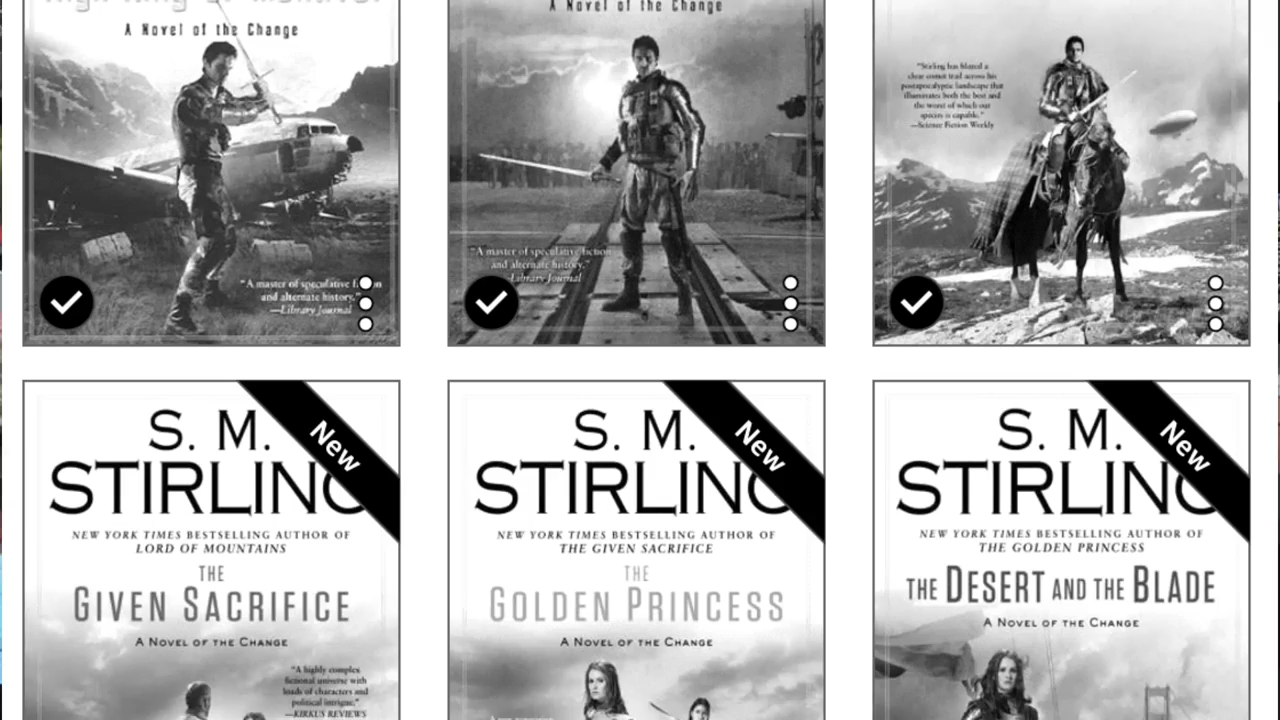 A Novel of the Change
"A master of speculative
and alternate history."
—Library Journal
A Novel of the Change
"A master of speculative fiction
and alternate history."
Library Journal
"Stirling has blazed a
clear comet trail across his
postapocalyptic landscape that
illuminates both the best and
the worst of which our
species is capable."
—Science Fiction Weekly
New
S. M.
STIRLING
NEW YORK TIMES BESTSELLING AUTHOR OF
LORD OF MOUNTAINS
THE
GIVEN SACRIFICE
A NOVEL OF THE CHANGE
"A highly complex
fictional universe with
loads of characters and
political intrigue."
—KIRKUS REVIEWS
New
S. M.
STIRLING
NEW YORK TIMES BESTSELLING AUTHOR OF
THE GIVEN SACRIFICE
THE
GOLDEN PRINCESS
A NOVEL OF THE CHANGE
New
S. M.
STIRLING
NEW YORK TIMES BESTSELLING AUTHOR OF
THE GOLDEN PRINCESS
THE DESERT AND THE BLADE
A NOVEL OF THE CHANGE